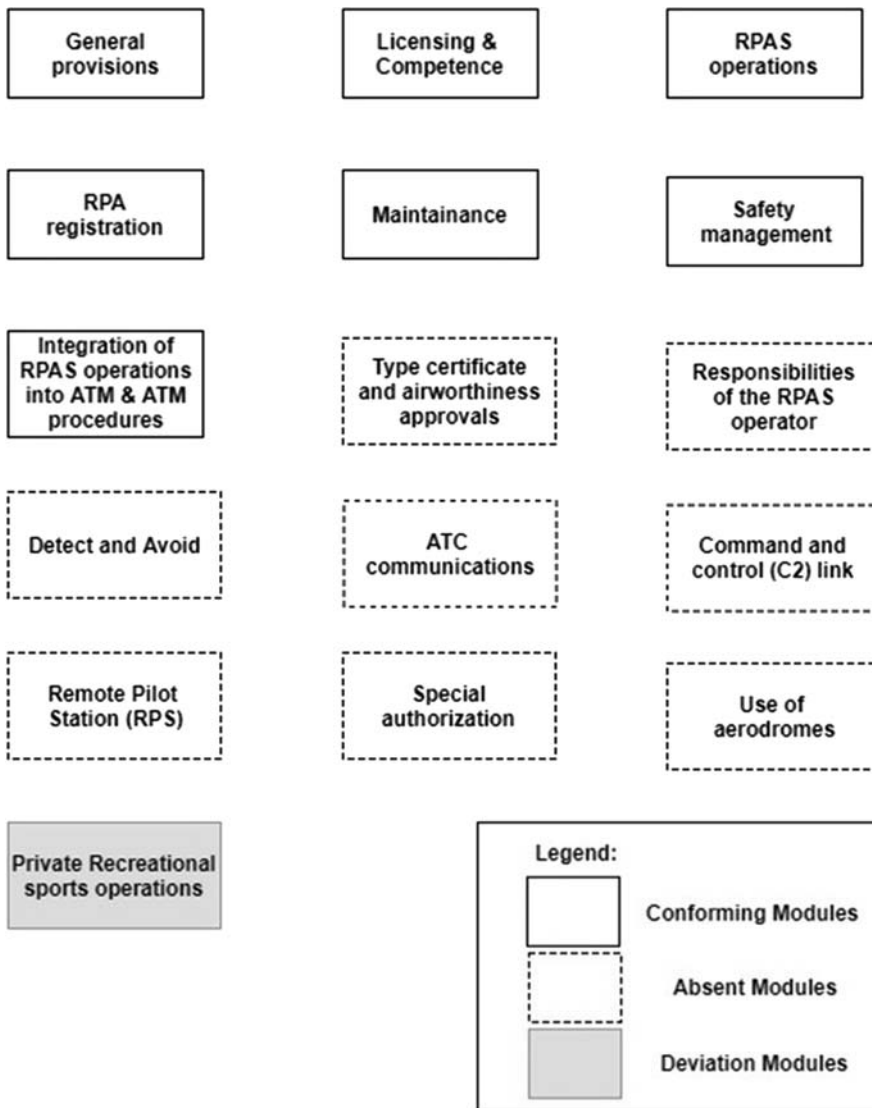 General
provisions
Licensing &
Competence
RPAS
operations
RPA
registration
Maintainance
Safety
management
Integration of
RPAS operations
into ATM & ATM
procedures
Type certificate
and airworthiness
approvals
Responsibilities
of the RPAS
operator
Detect and Avoid
ATC
communications
Command and
control (C2) link
Remote Pilot
Station (RPS)
Special
authorization
Use of
aerodromes
Private Recreational
sports operations
Legend:
Conforming Modules
Absent Modules
Deviation Modules